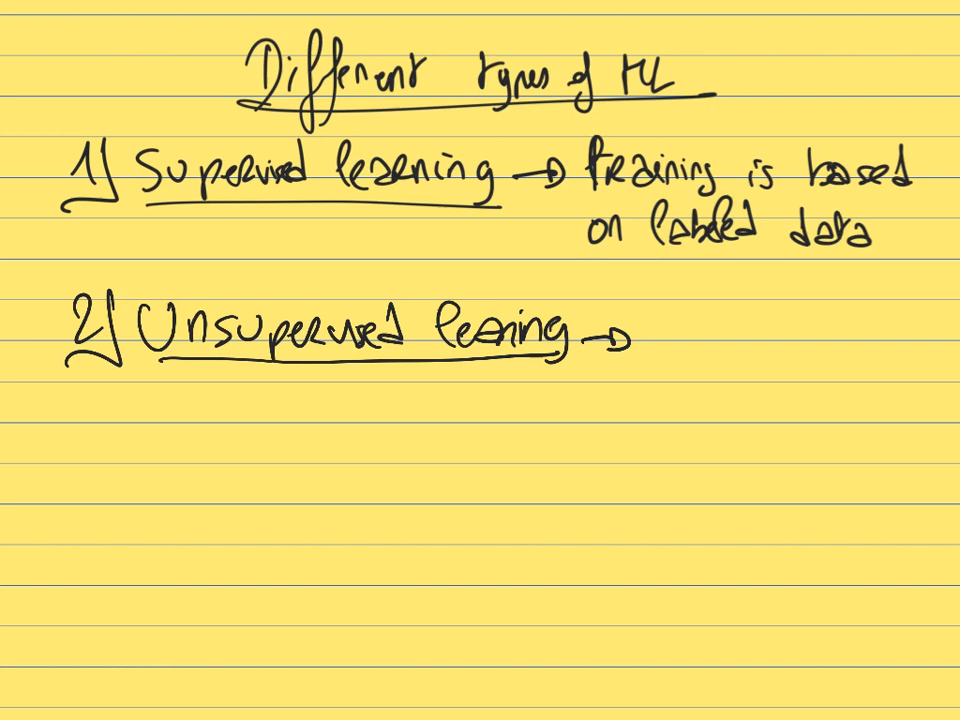 Different types of ML
1) Supervised learning → training is based
on labeled data
2) Unsupervised learning →